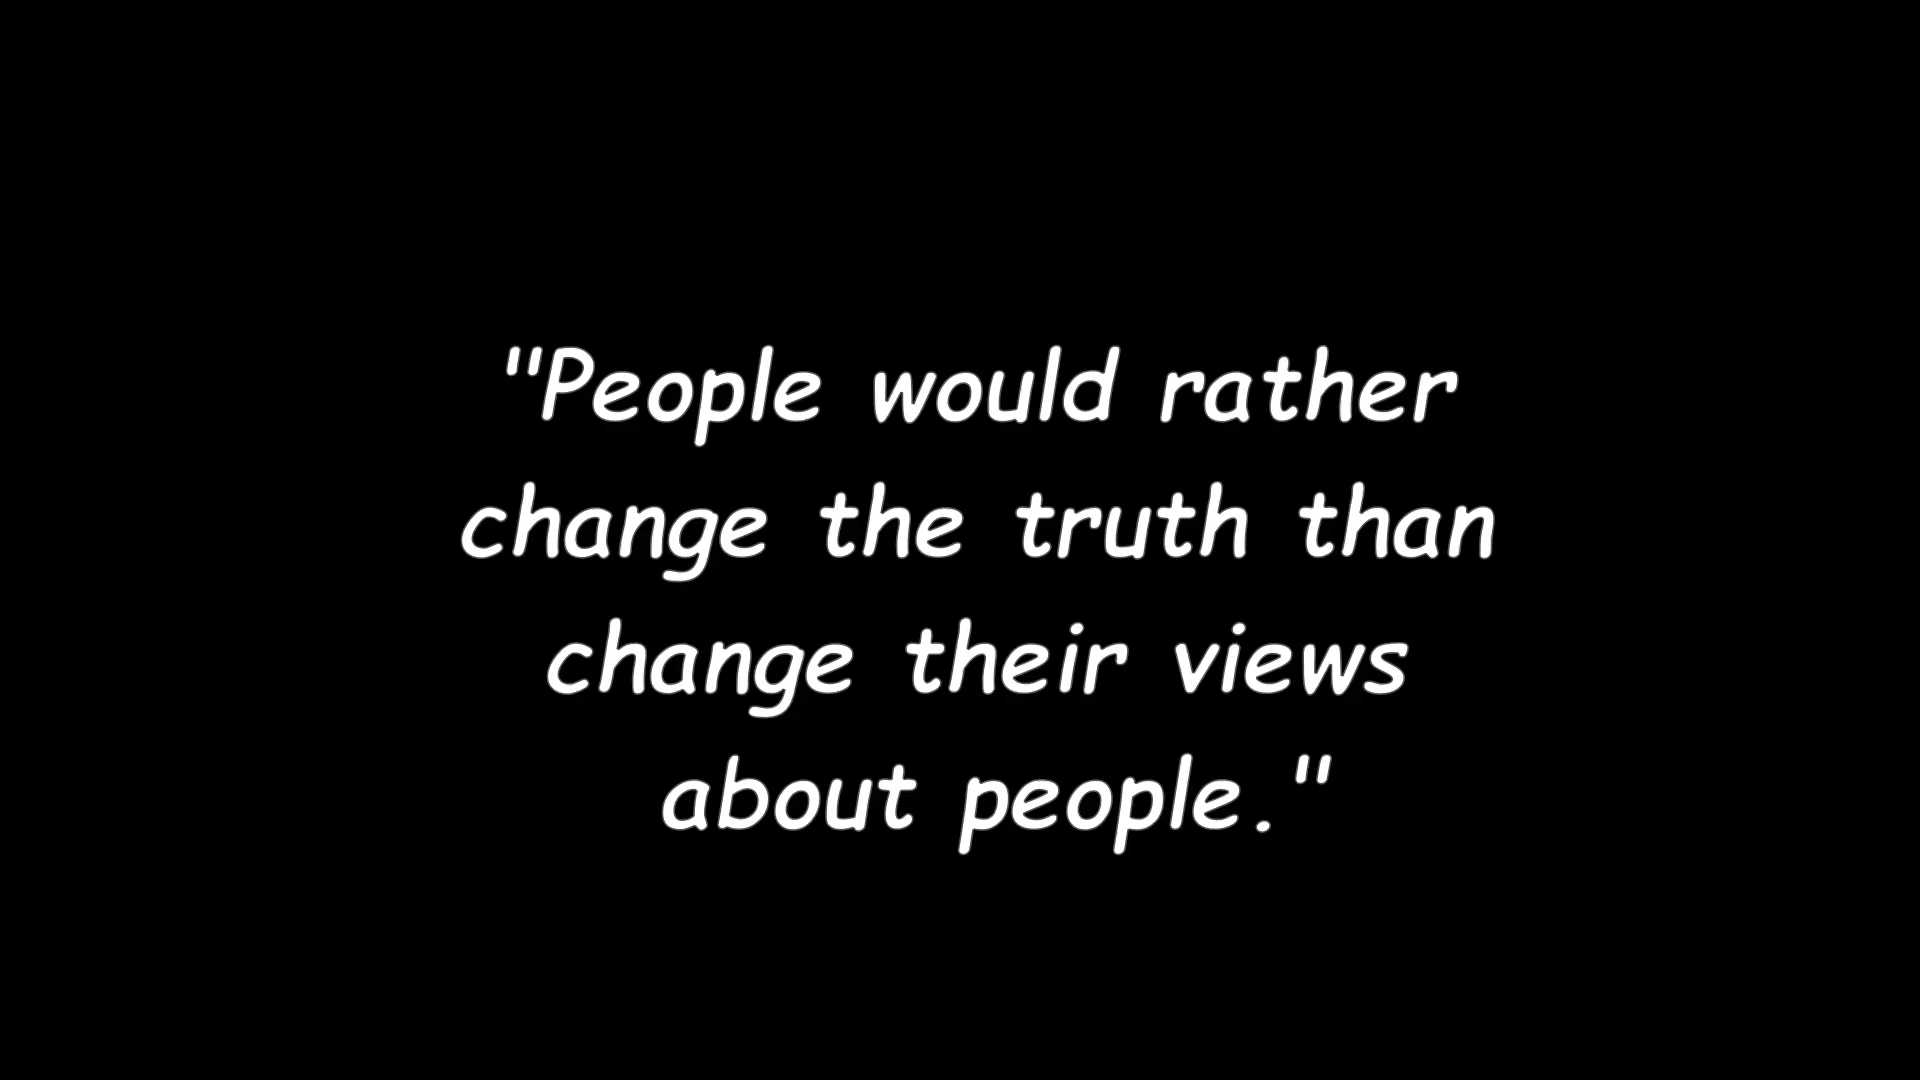 "People would rather
change the truth than
change their views
about people."